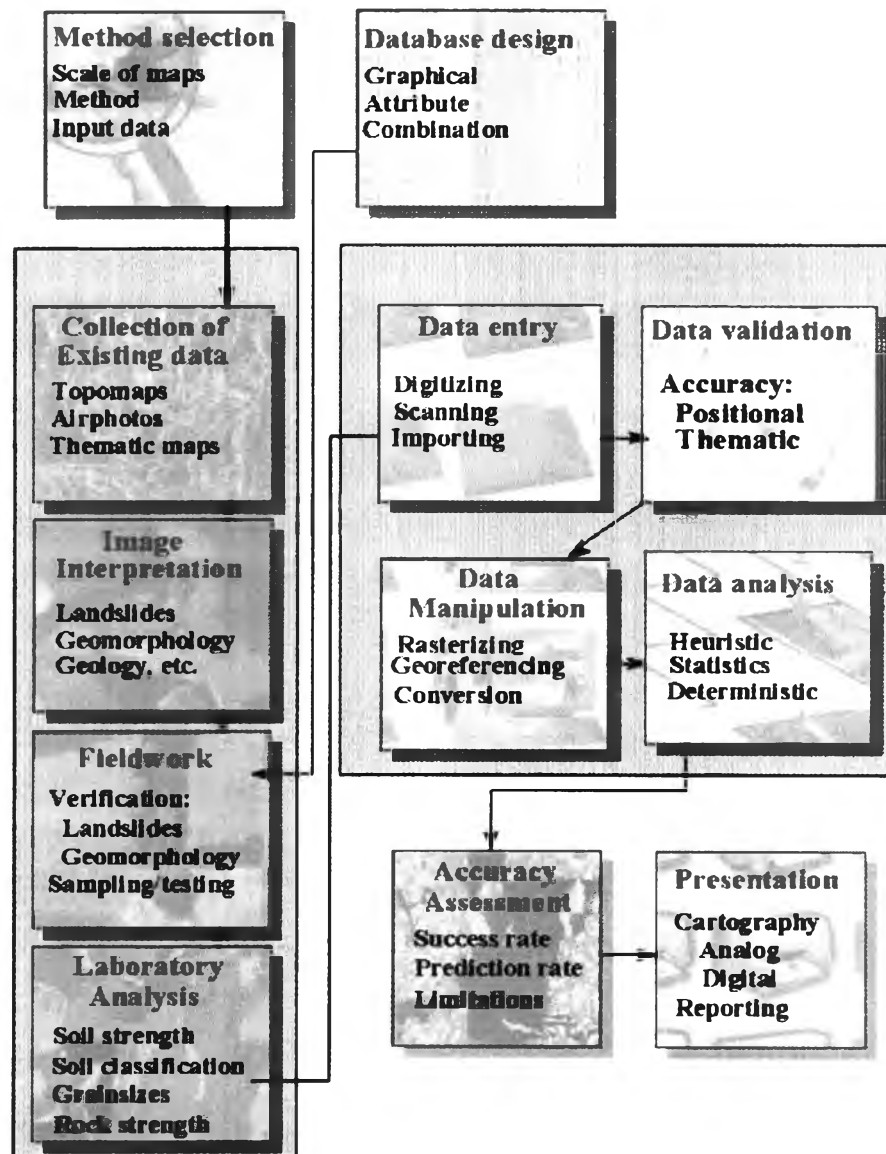 Method selection
Scale of maps
Method
Input data
Database design
Graphical
Attribute
Combination
Collection of
Existing data
Topomaps
Airphotos
Thematic maps
Image
Interpretation
Landslides
Geomorphology
Geology, etc.
Fieldwork
Verification:
Landslides
Geomorphology
Sampling/testing
Laboratory
Analysis
Soil strength
Soil classification
Grainsizes
Rock strength
Data entry
Digitizing
Scanning
Importing
Data validation
Accuracy:
Positional
Thematic
Data
Manipulation
Rasterizing
Georeferencing
Conversion
Data analysis
Heuristic
Statistics
Deterministic
Accuracy
Assessment
Success rate
Prediction rate
Limitations
Presentation
Cartography
Analog
Digital
Reporting